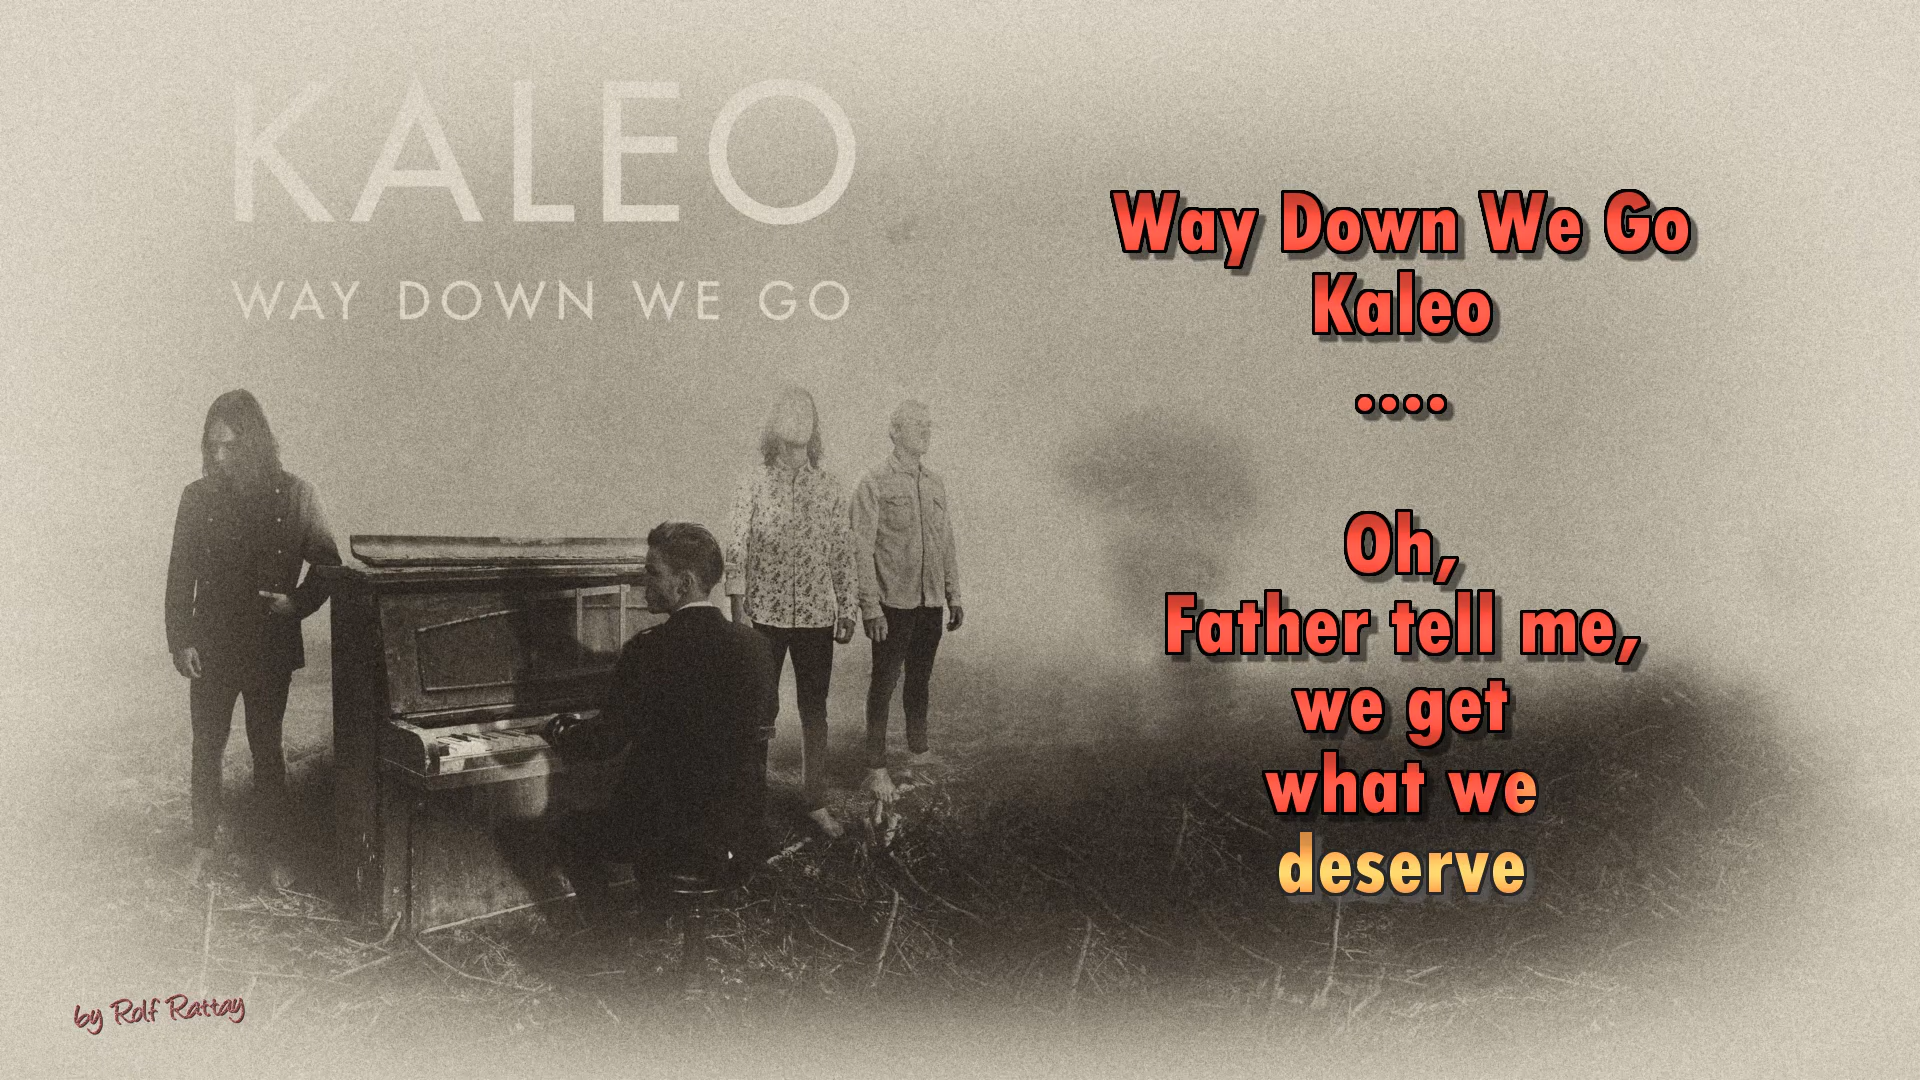 KALEO
WAY DOWN WE GO
Way Down We Go
Kaleo
....
Oh,
Father tell me,
we get
what we
deserve
by Rolf Rattay